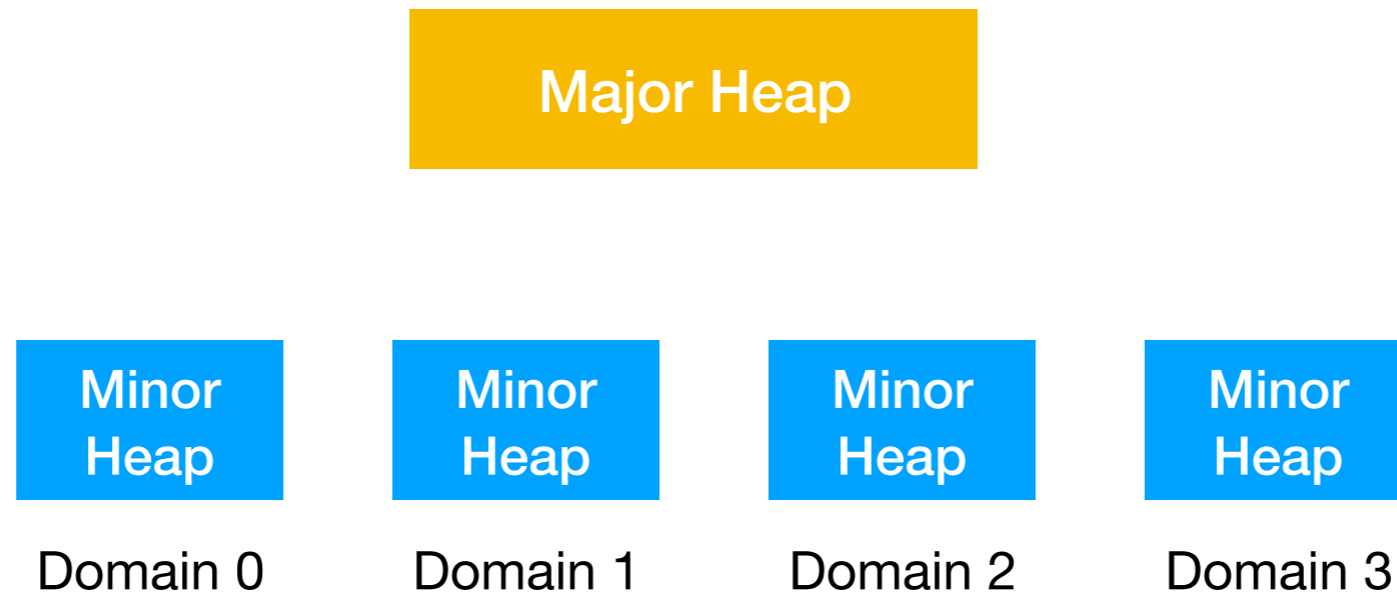 Major Heap
Minor
Heap
Minor
Heap
Minor
Heap
Minor
Heap
Domain 0
Domain 1
Domain 2
Domain 3